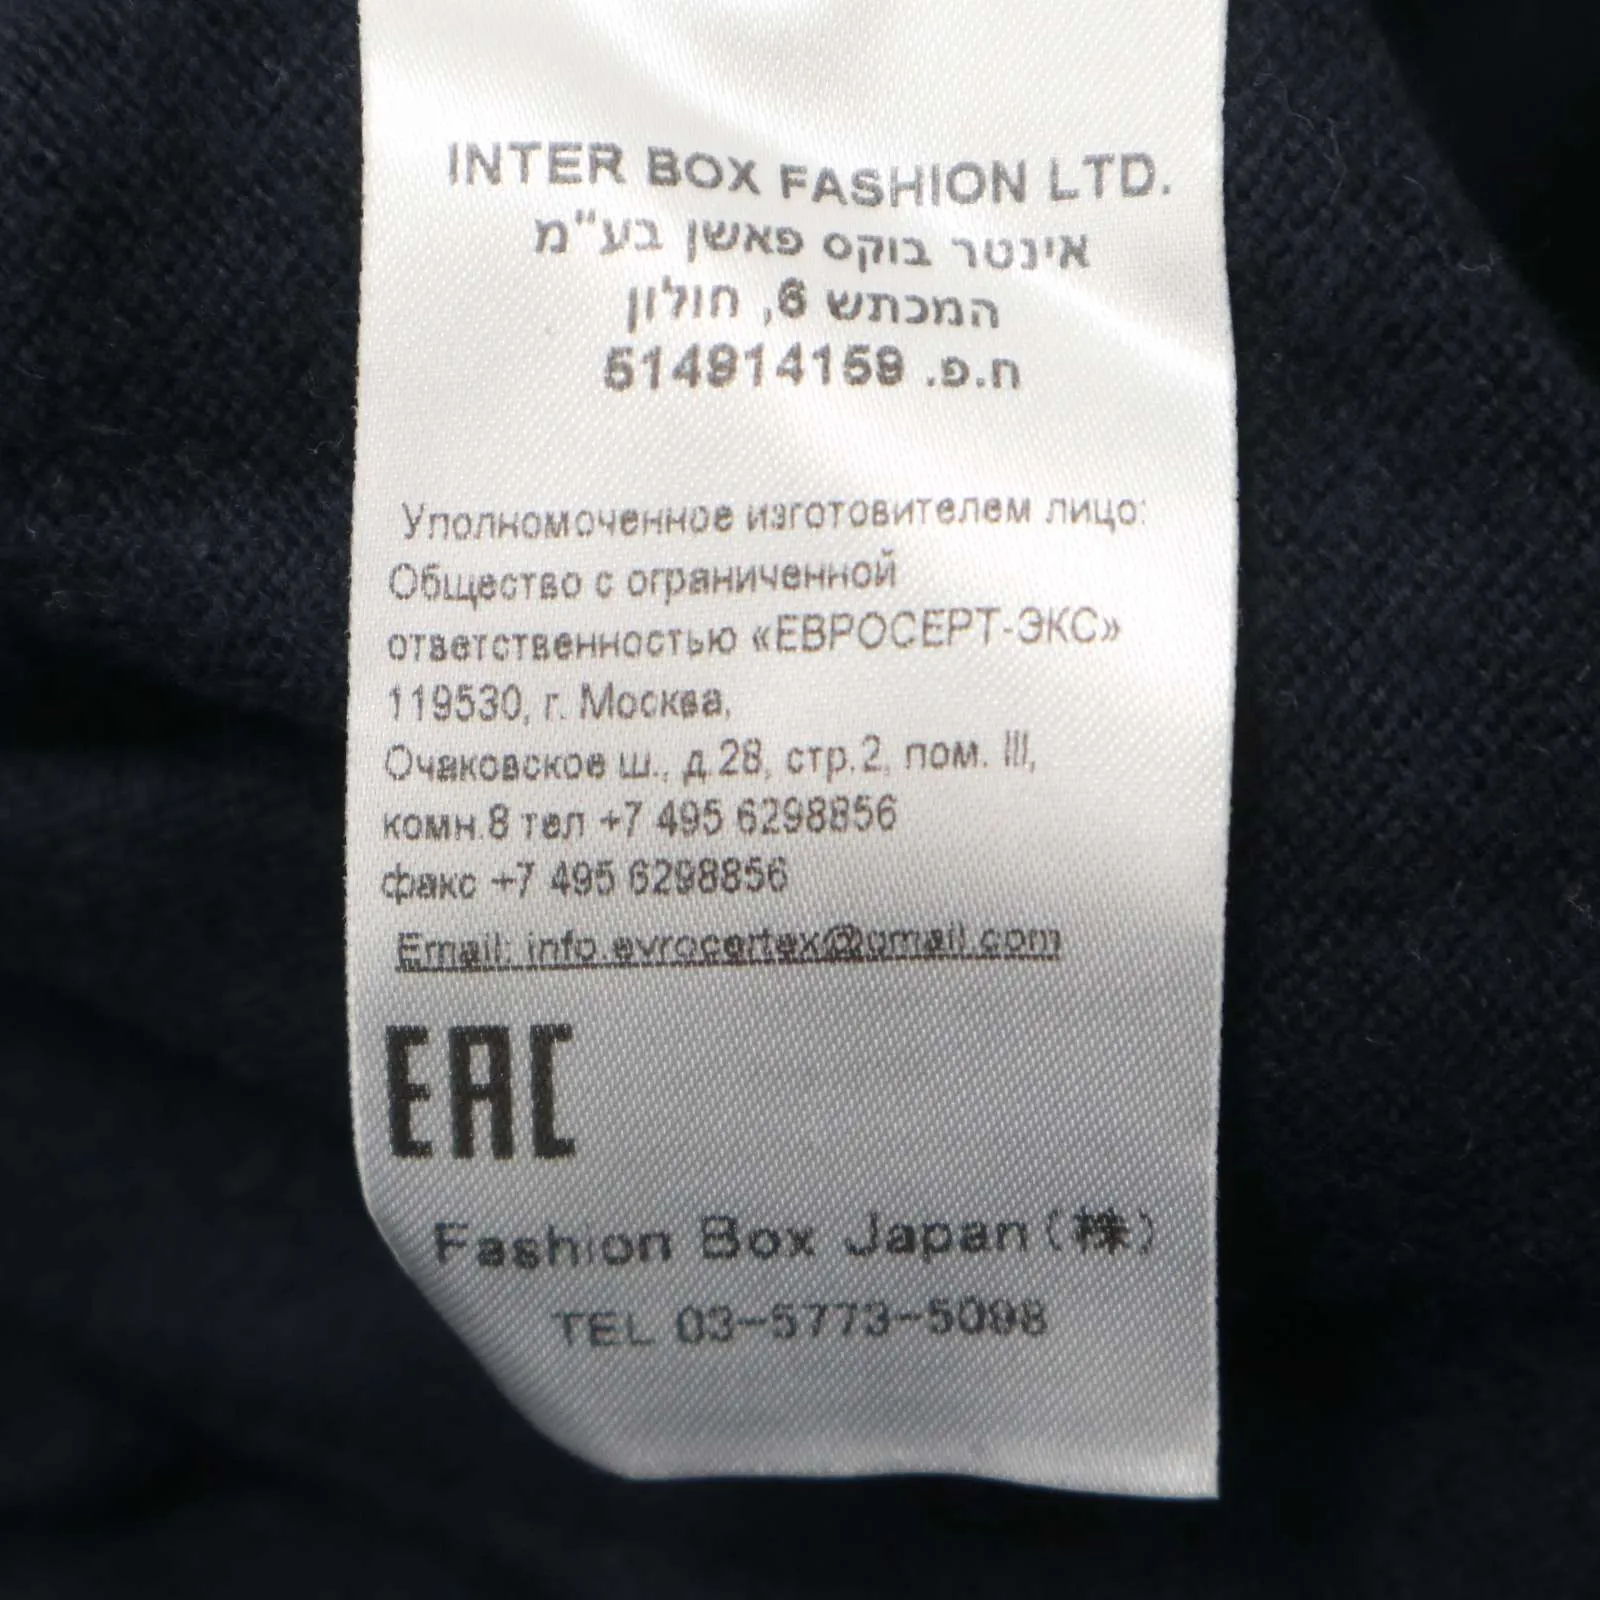 INTER BOX FASHION LTD.
אינטר בוקס פאשן בע"מ
המכתש 6, חולון
ח.פ. 514914159
Уполномоченное изготовителем лицо:
Общество с ограниченной
ответственностью «ЕВРОСЕРТ-ЭКС»
119530, г. Москва,
Очаковское ш., д.28, стр.2, пом. III,
комн.8 тел +7 495 6298856
факс +7 495 6298856
Email: info.evrocertex@gmail.com
EAC
Fashion Box Japan(株)
TEL 03-5773-5098